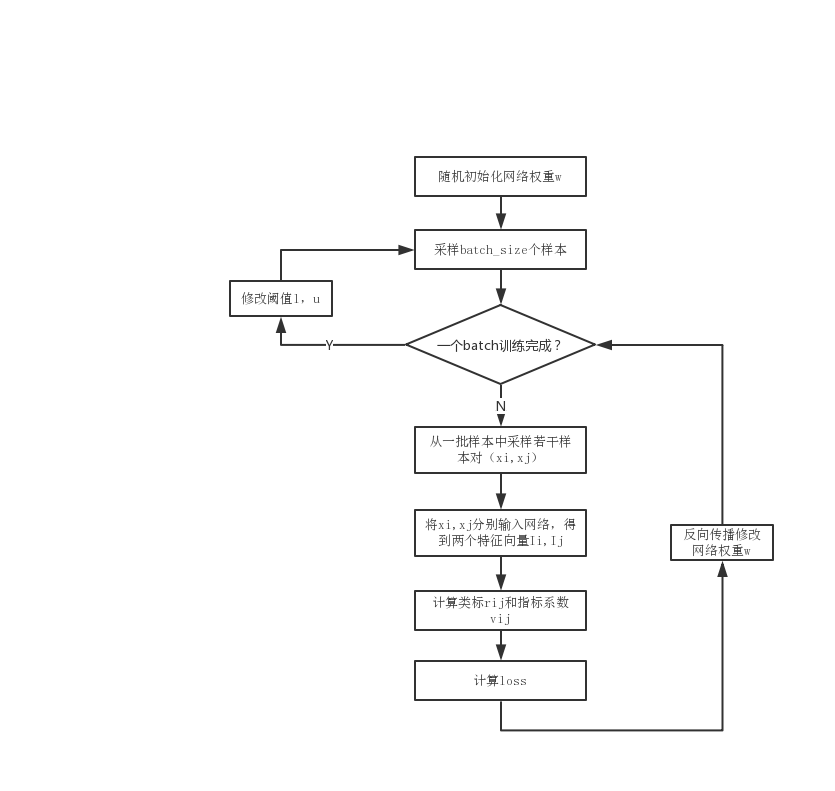 随机初始化网络权重w
采样batch_size个样本
修改阈值l，u
一个batch训练完成？
Y
N
从一批样本中采样若干样
本对（xi,xj）
将xi,xj分别输入网络，得
到两个特征向量Ii,Ij
反向传播修改
网络权重w
计算类标rij和指标系数
vij
计算loss